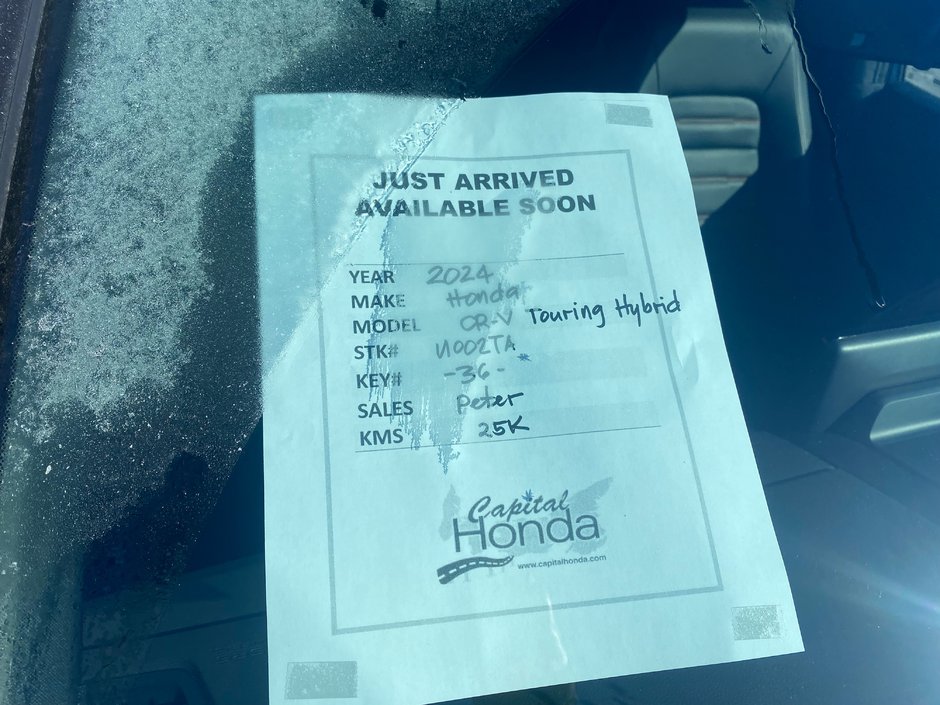 JUST ARRIVED
AVAILABLE SOON
YEAR 2024
MAKE Honda
MODEL CR-V Touring Hybrid
STK# U002TA
KEY# -36-
SALES Peter
KMS 25K
Capital
Honda
www.capitalhonda.com